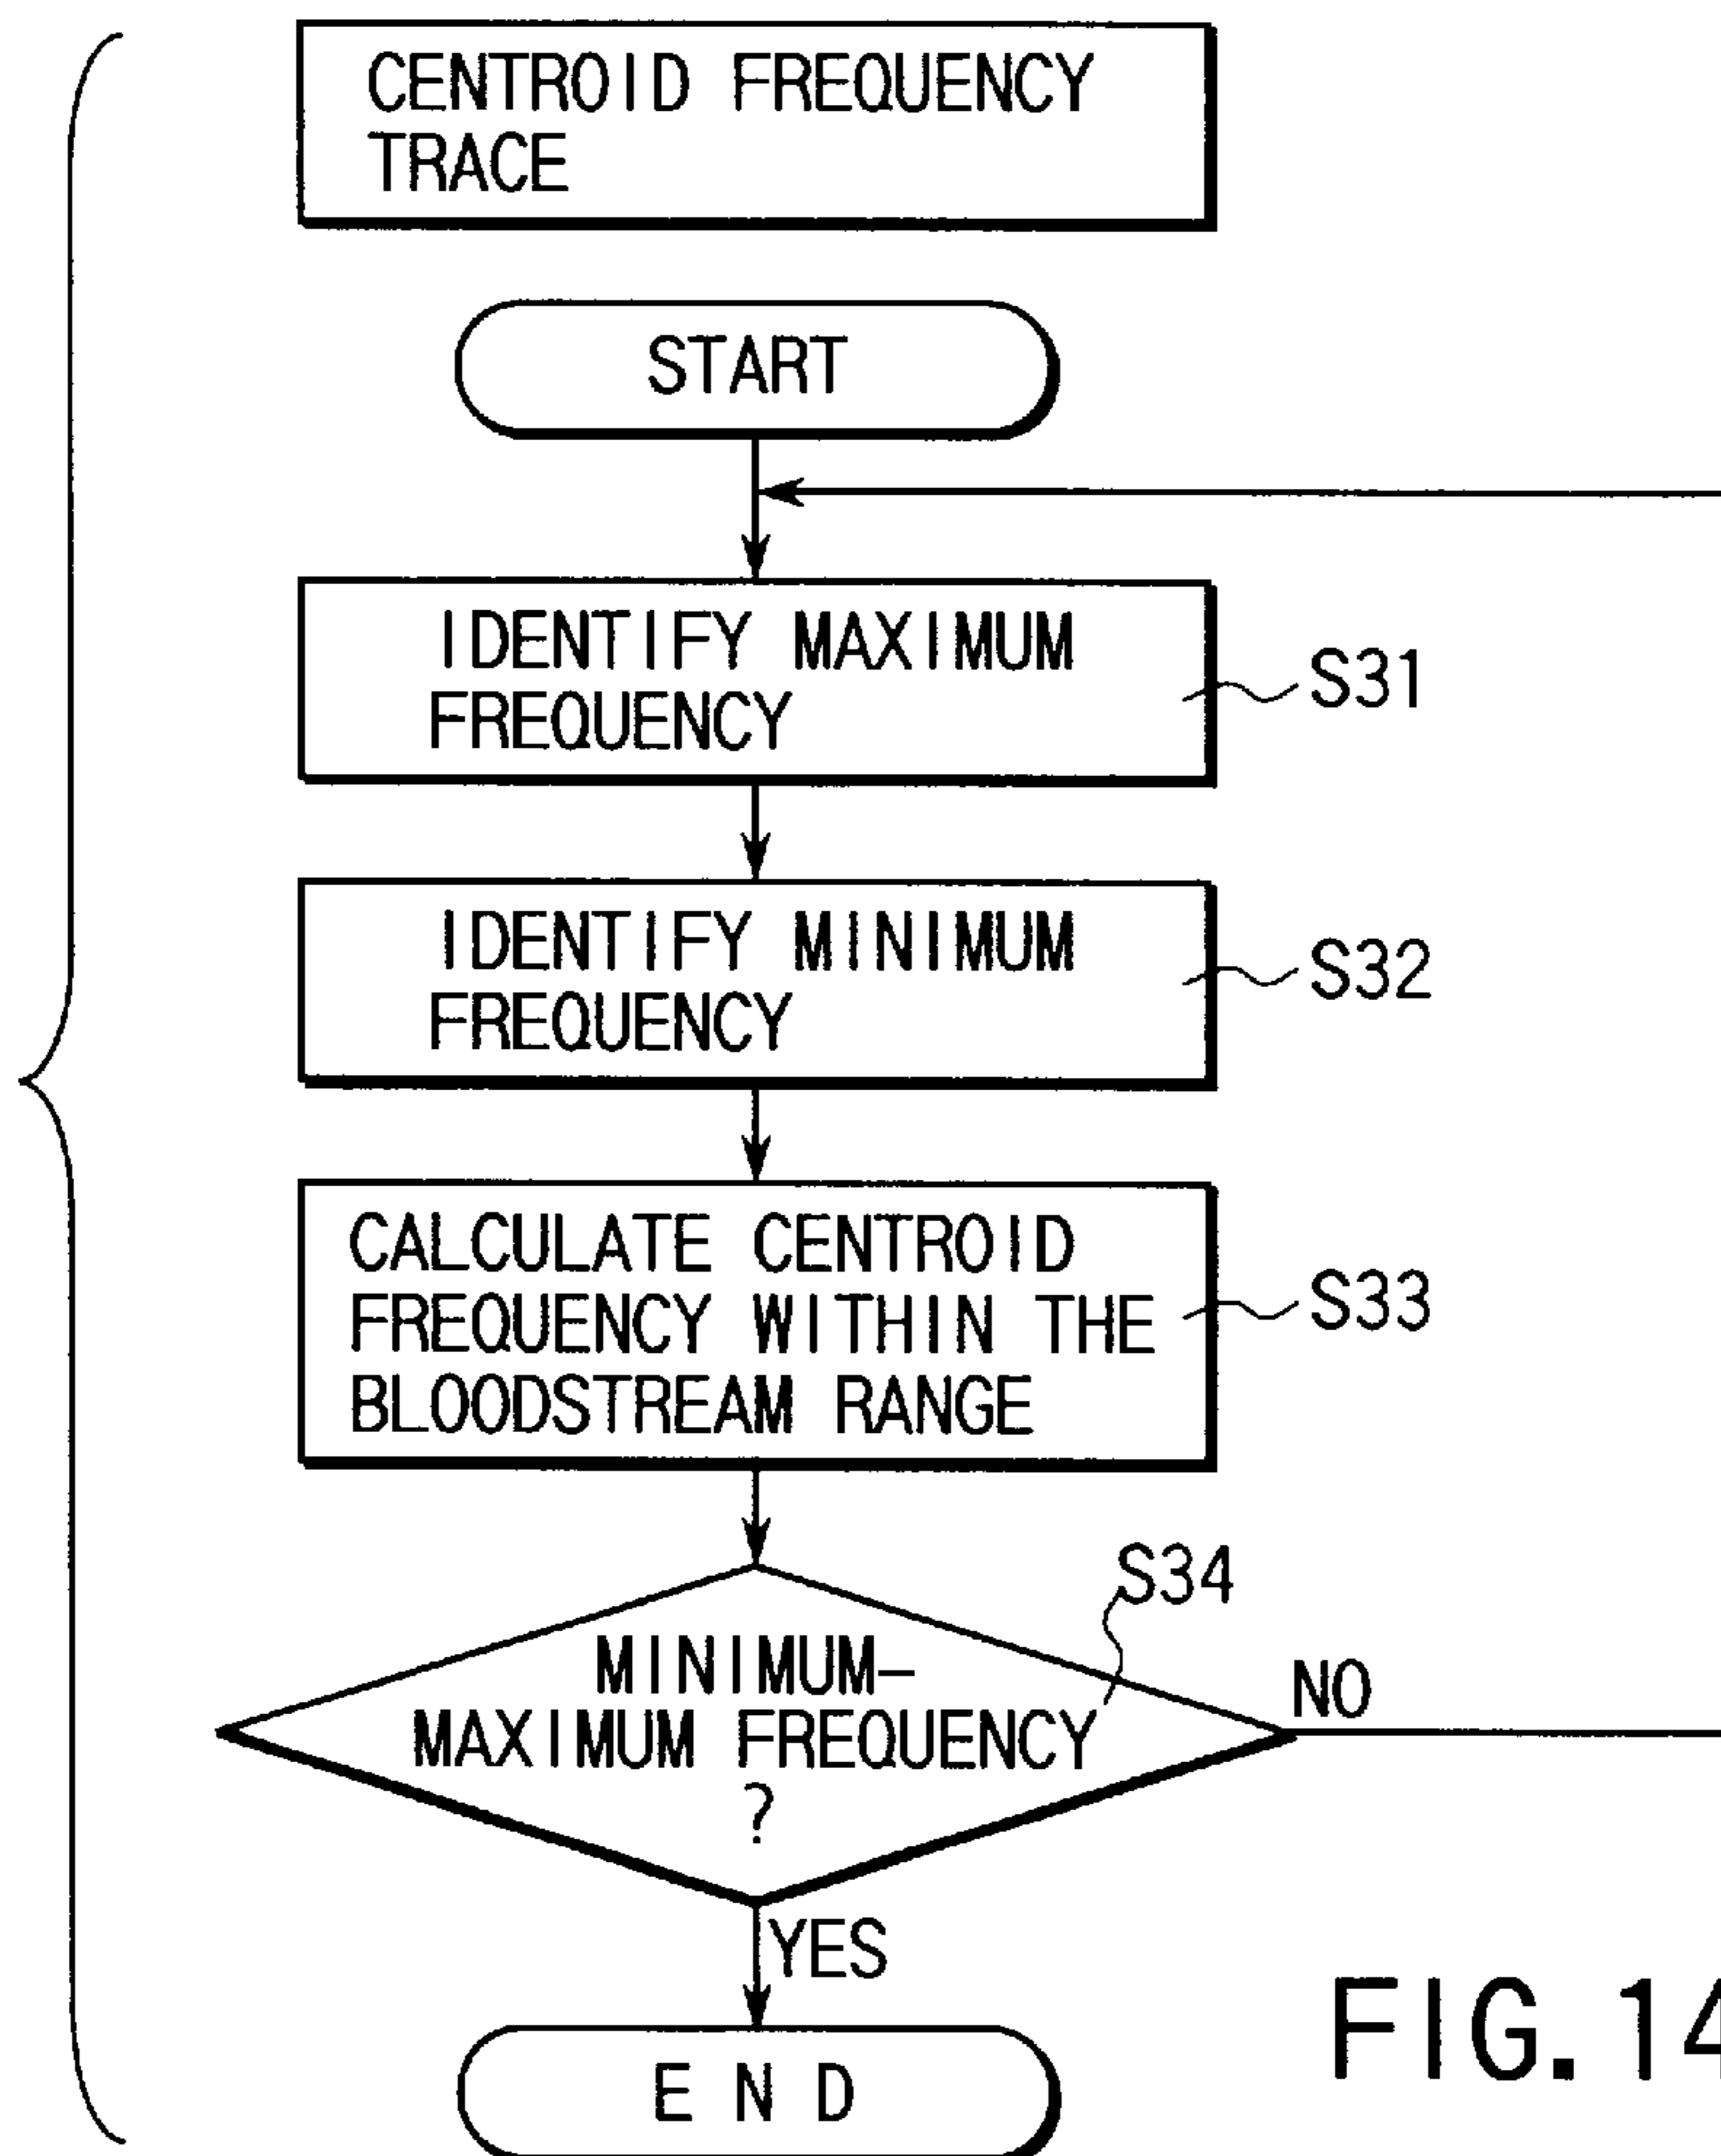 CENTROID FREQUENCY
TRACE
START
IDENTIFY MAXIMUM
FREQUENCY
S31
IDENTIFY MINIMUM
FREQUENCY
S32
CALCULATE CENTROID
FREQUENCY WITHIN THE
BLOODSTREAM RANGE
S33
S34
MINIMUM-
MAXIMUM FREQUENCY
?
NO
YES
END
FIG.14